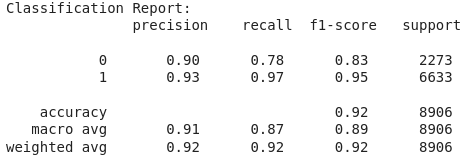 Classification Report:
precision recall f1-score support
0 0.90 0.78 0.83 2273
1 0.93 0.97 0.95 6633
accuracy 0.92 8906
macro avg 0.91 0.87 0.89 8906
weighted avg 0.92 0.92 0.92 8906